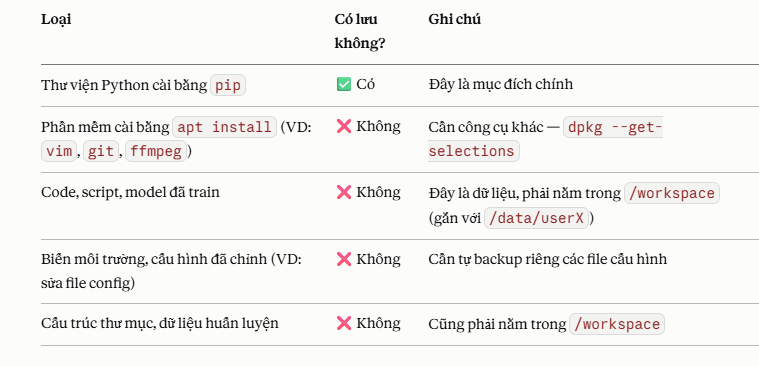 Loại Có lưu Ghi chú
không?
Thư viện Python cài bằng pip ✅ Có Đây là mục đích chính
Phần mềm cài bằng apt install (VD: ❌ Không Cần công cụ khác — dpkg --get-
vim, git, ffmpeg) selections
Code, script, model đã train ❌ Không Đây là dữ liệu, phải nằm trong /workspace
(gắn với /data/userX)
Biến môi trường, cấu hình đã chỉnh (VD: ❌ Không Cần tự backup riêng các file cấu hình
sửa file config)
Cấu trúc thư mục, dữ liệu huấn luyện ❌ Không Cũng phải nằm trong /workspace